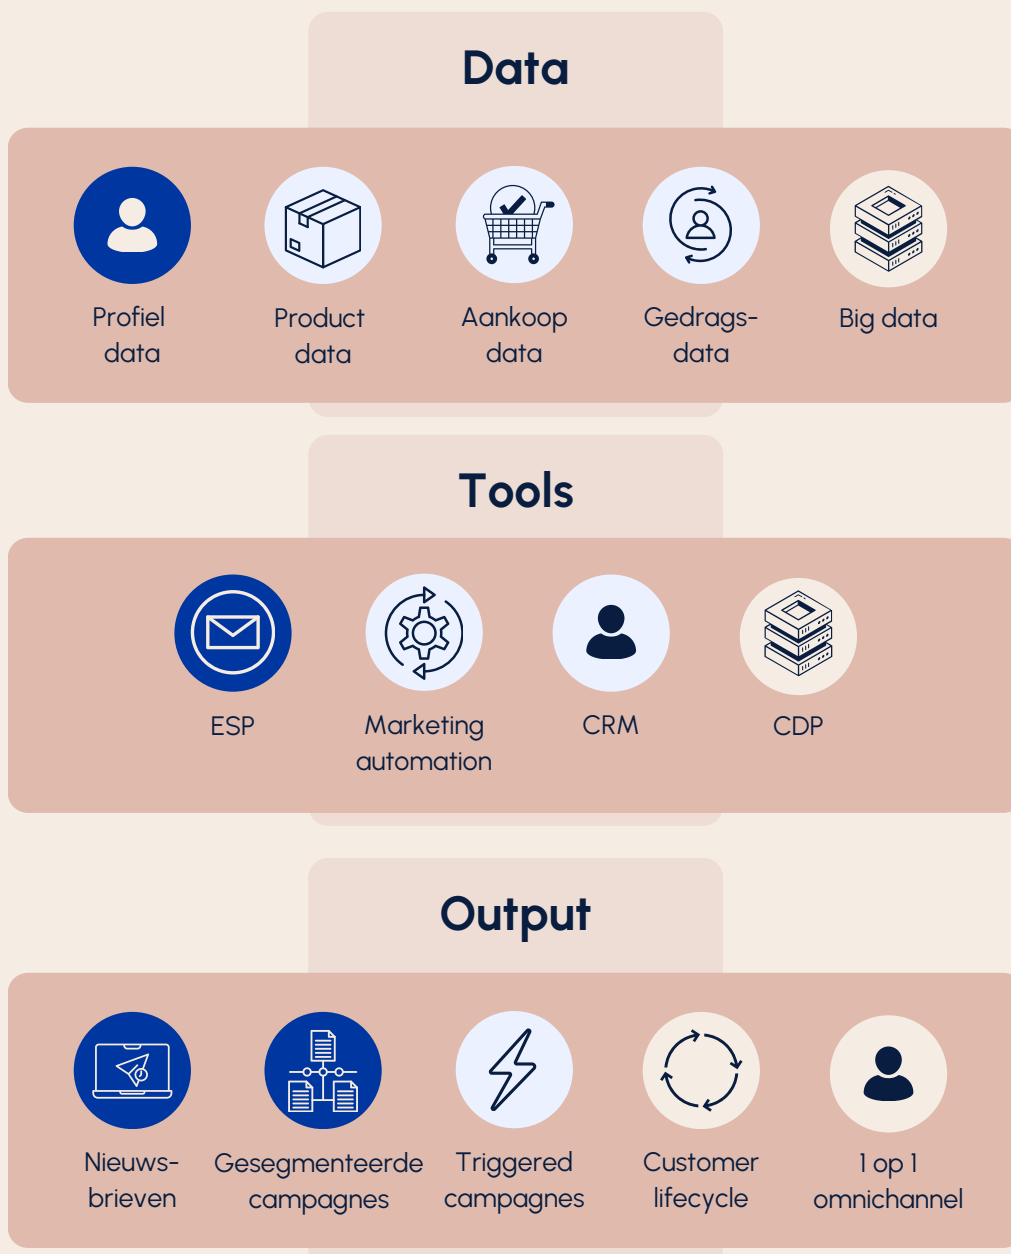 Data
Profiel
data
Product
data
Aankoop
data
Gedrags-
data
Big data
Tools
ESP
Marketing
automation
CRM
CDP
Output
Nieuws-
brieven
Gesegmenteerde
campagnes
Triggered
campagnes
Customer
lifecycle
1 op 1
omnichannel